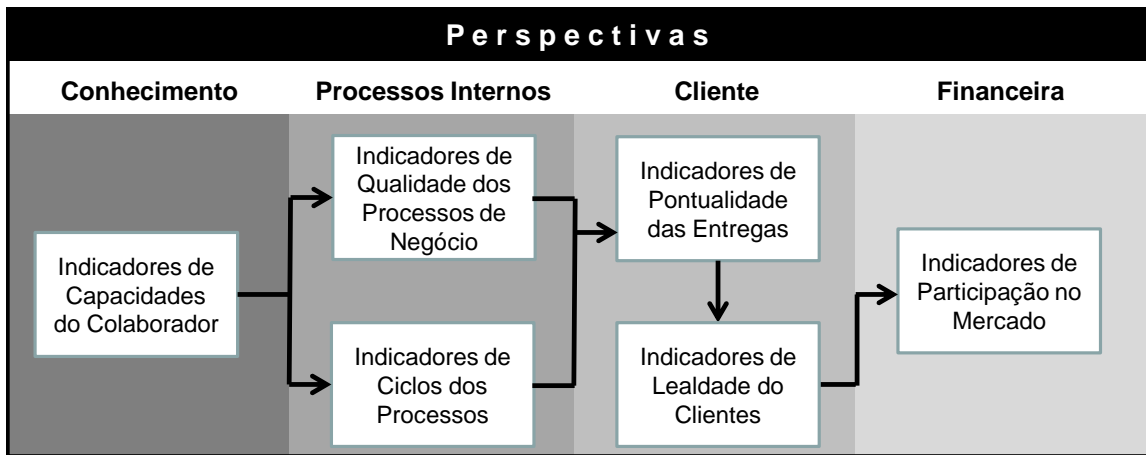 Perspectivas
Conhecimento
Processos Internos
Cliente
Financeira
Indicadores de
Capacidades
do Colaborador
Indicadores de
Qualidade dos
Processos de
Negócio
Indicadores de
Ciclos dos
Processos
Indicadores de
Pontualidade
das Entregas
Indicadores de
Lealdade do
Clientes
Indicadores de
Participação no
Mercado